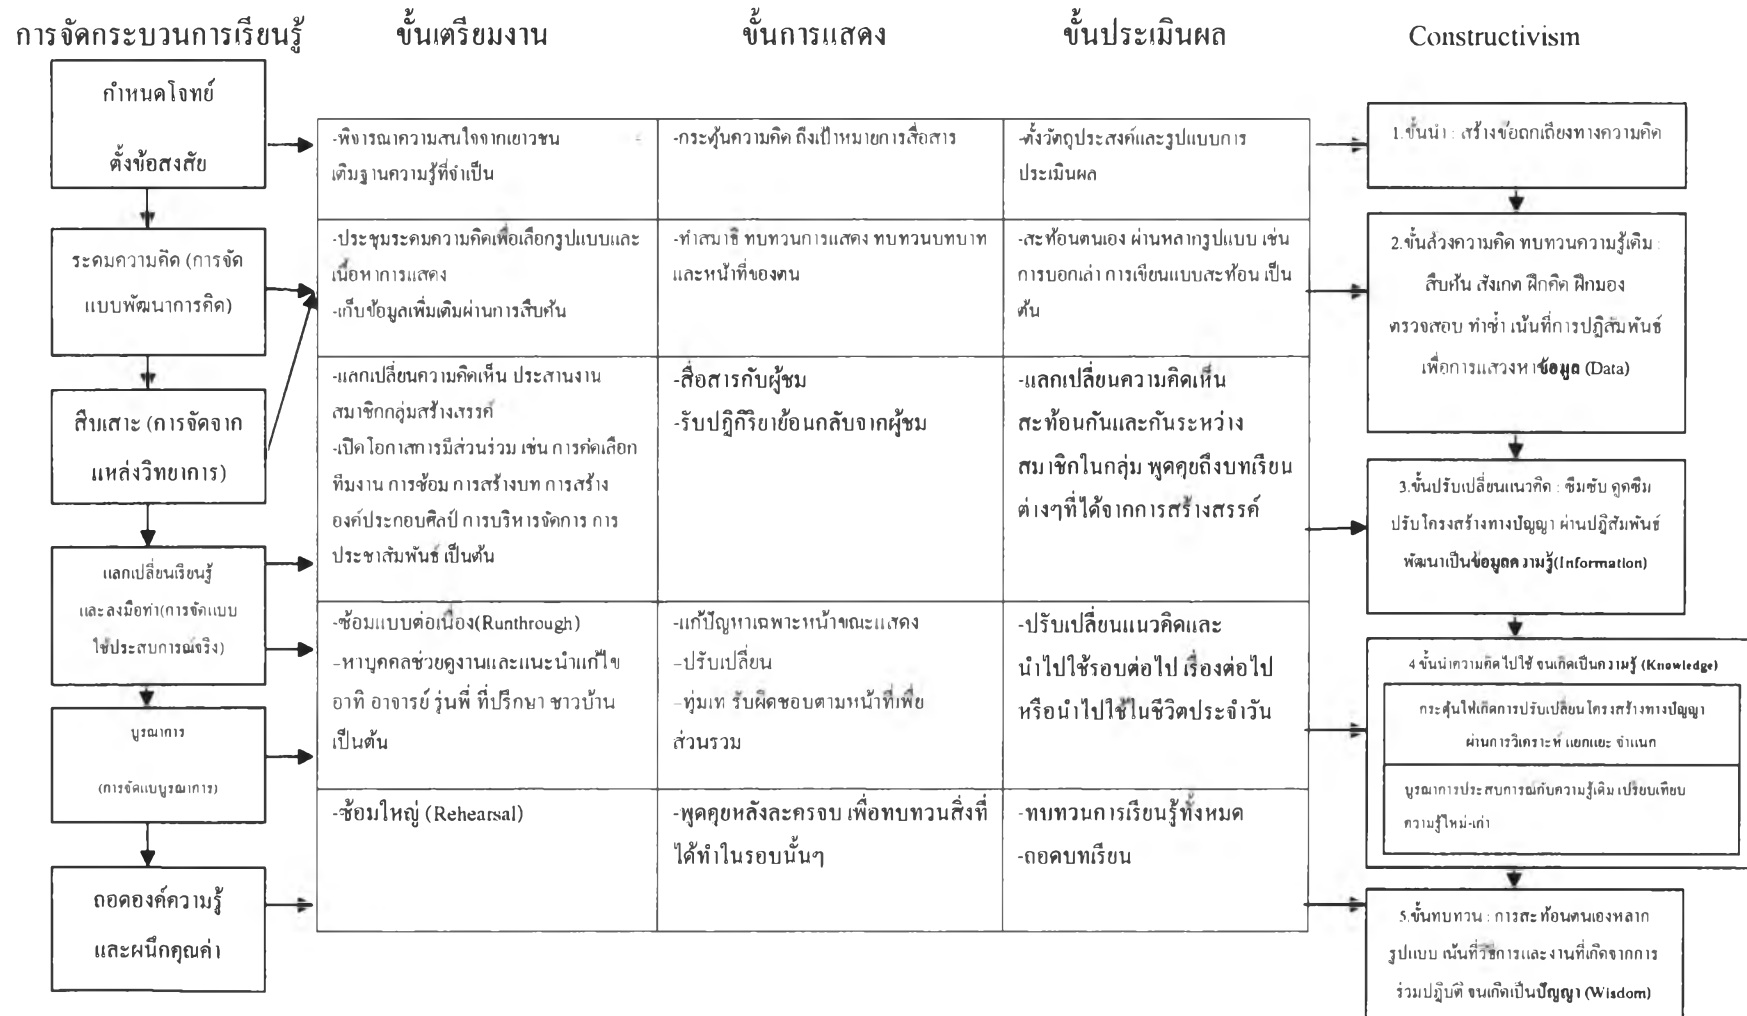 การจัดกระบวนการเรียนรู้
ขั้นเตรียมงาน
ขั้นการแสดง
ขั้นประเมินผล
Constructivism
กำหนดโจทย์
ตั้งข้อสงสัย
ระดมความคิด (การจัด
แบบพัฒนาการคิด)
สืบเสาะ (การจัดจาก
แหล่งวิทยาการ)
แลกเปลี่ยนเรียนรู้
และลงมือทำ(การจัดแบบ
ใช้ประสบการณ์จริง)
บูรณาการ
(การจัดแบบบูรณาการ)
ถอดองค์ความรู้
และผนึกคุณค่า
-พิจารณาความสนใจจากเยาวชน
เติมฐานความรู้ที่จำเป็น
-กระตุ้นความคิด ถึงเป้าหมายการสื่อสาร
-ตั้งวัตถุประสงค์และรูปแบบการ
ประเมินผล
-ประชุมระดมความคิดเพื่อเลือกรูปแบบและ
เนื้อหาการแสดง
-เก็บข้อมูลเพิ่มเติมผ่านการสืบค้น
-ทำสมาธิ ทบทวนการแสดง ทบทวนบทบาท
และหน้าที่ของตน
-สะท้อนตนเอง ผ่านหลากรูปแบบ เช่น
การบอกเล่า การเขียนแบบสะท้อน เป็น
ต้น
-แลกเปลี่ยนความคิดเห็น ประสานงาน
สมาชิกกลุ่มสร้างสรรค์
-เปิดโอกาสการมีส่วนร่วม เช่น การคัดเลือก
ทีมงาน การซ้อม การสร้างบท การสร้าง
องค์ประกอบศิลป์ การบริหารจัดการ การ
ประชาสัมพันธ์ เป็นต้น
-สื่อสารกับผู้ชม
-รับปฏิกิริยาย้อนกลับจากผู้ชม
-แลกเปลี่ยนความคิดเห็น
สะท้อนกันและกันระหว่าง
สมาชิกในกลุ่ม พูดคุยถึงบทเรียน
ต่างๆที่ได้จากการสร้างสรรค์
-ซ้อมแบบต่อเนื่อง(Runthrough)
-หาบุคคลช่วยดูงานและแนะนำแก้ไข
อาทิ อาจารย์ รุ่นพี่ ที่ปรึกษา ชาวบ้าน
เป็นต้น
-แก้ปัญหาเฉพาะหน้าขณะแสดง
-ปรับเปลี่ยน
-ทุ่มเท รับผิดชอบตามหน้าที่เพื่อ
ส่วนรวม
-ปรับเปลี่ยนแนวคิดและ
นำไปใช้รอบต่อไป เรื่องต่อไป
หรือนำไปใช้ในชีวิตประจำวัน
-ซ้อมใหญ่ (Rehearsal)
-พูดคุยหลังละครจบ เพื่อทบทวนสิ่งที่
ได้ทำในรอบนั้นๆ
-ทบทวนการเรียนรู้ทั้งหมด
-ถอดบทเรียน
1.ขั้นนำ : สร้างข้อถกเถียงทางความคิด
2.ขั้นล้วงความคิด ทบทวนความรู้เดิม :
สืบค้น สังเกต ฝึกคิด ฝึกมอง
ตรวจสอบ ทำซ้ำ เน้นที่การปฏิสัมพันธ์
เพื่อการแสวงหาข้อมูล (Data)
3.ขั้นปรับเปลี่ยนแนวคิด : ซึมซับ ดูดซึม
ปรับโครงสร้างทางปัญญา ผ่านปฏิสัมพันธ์
พัฒนาเป็นข้อมูลความรู้(Information)
4 ขั้นนำความคิดไปใช้ จนเกิดเป็นความรู้ (Knowledge)
กระตุ้นให้เกิดการปรับเปลี่ยนโครงสร้างทางปัญญา
ผ่านการวิเคราะห์ แยกแยะ จำแนก
บูรณาการประสบการณ์กับความรู้เดิม เปรียบเทียบ
ความรู้ใหม่-เก่า
5.ขั้นทบทวน : การสะท้อนตนเองหลาก
รูปแบบ เน้นที่วิธีการและงานที่เกิดจากการ
ร่วมปฏิบัติ จนเกิดเป็นปัญญา (Wisdom)